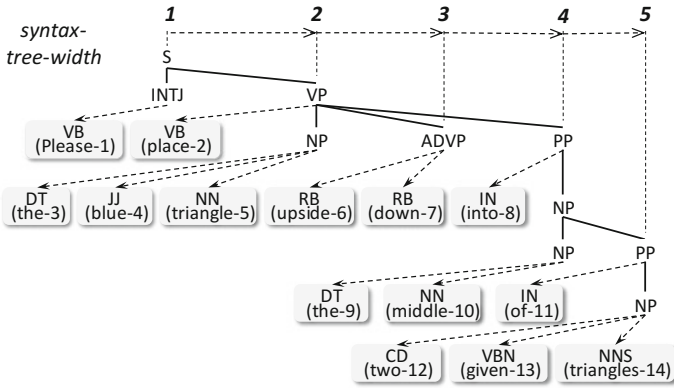 1 2 3 4 5
syntax-
tree-width
S
INTJ VP
VB VB
(Please-1) (place-2)
NP ADVP PP
DT JJ NN RB RB IN
(the-3) (blue-4) (triangle-5) (upside-6) (down-7) (into-8)
NP
NP PP
DT NN IN
(the-9) (middle-10) (of-11)
NP
CD VBN NNS
(two-12) (given-13) (triangles-14)